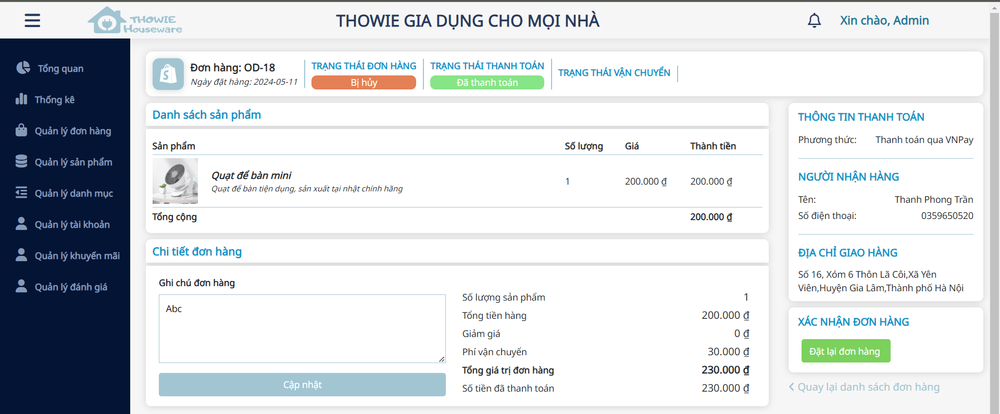 THOWIE
Houseware
THOWIE GIA DỤNG CHO MỌI NHÀ
Xin chào, Admin
Tổng quan
Thống kê
Quản lý đơn hàng
Quản lý sản phẩm
Quản lý danh mục
Quản lý tài khoản
Quản lý khuyến mãi
Quản lý đánh giá
Đơn hàng: OD-18
Ngày đặt hàng: 2024-05-11
TRẠNG THÁI ĐƠN HÀNG
Bị hủy
TRẠNG THÁI THANH TOÁN
Đã thanh toán
TRẠNG THÁI VẬN CHUYỂN
Danh sách sản phẩm
Sản phẩm Số lượng Giá Thành tiền
Quạt để bàn mini
Quạt để bàn tiện dụng, sản xuất tại nhật chính hãng
1 200.000 ₫ 200.000 ₫
Tổng cộng 200.000 ₫
Chi tiết đơn hàng
Ghi chú đơn hàng
Abc
Cập nhật
Số lượng sản phẩm 1
Tổng tiền hàng 200.000 ₫
Giảm giá 0 ₫
Phí vận chuyển 30.000 ₫
Tổng giá trị đơn hàng 230.000 ₫
Số tiền đã thanh toán 230.000 ₫
THÔNG TIN THANH TOÁN
Phương thức: Thanh toán qua VNPay
NGƯỜI NHẬN HÀNG
Tên: Thanh Phong Trần
Số điện thoại: 0359650520
ĐỊA CHỈ GIAO HÀNG
Số 16, Xóm 6 Thôn Lã Côi,Xã Yên
Viên,Huyện Gia Lâm,Thành phố Hà Nội
XÁC NHẬN ĐƠN HÀNG
Đặt lại đơn hàng
Quay lại danh sách đơn hàng